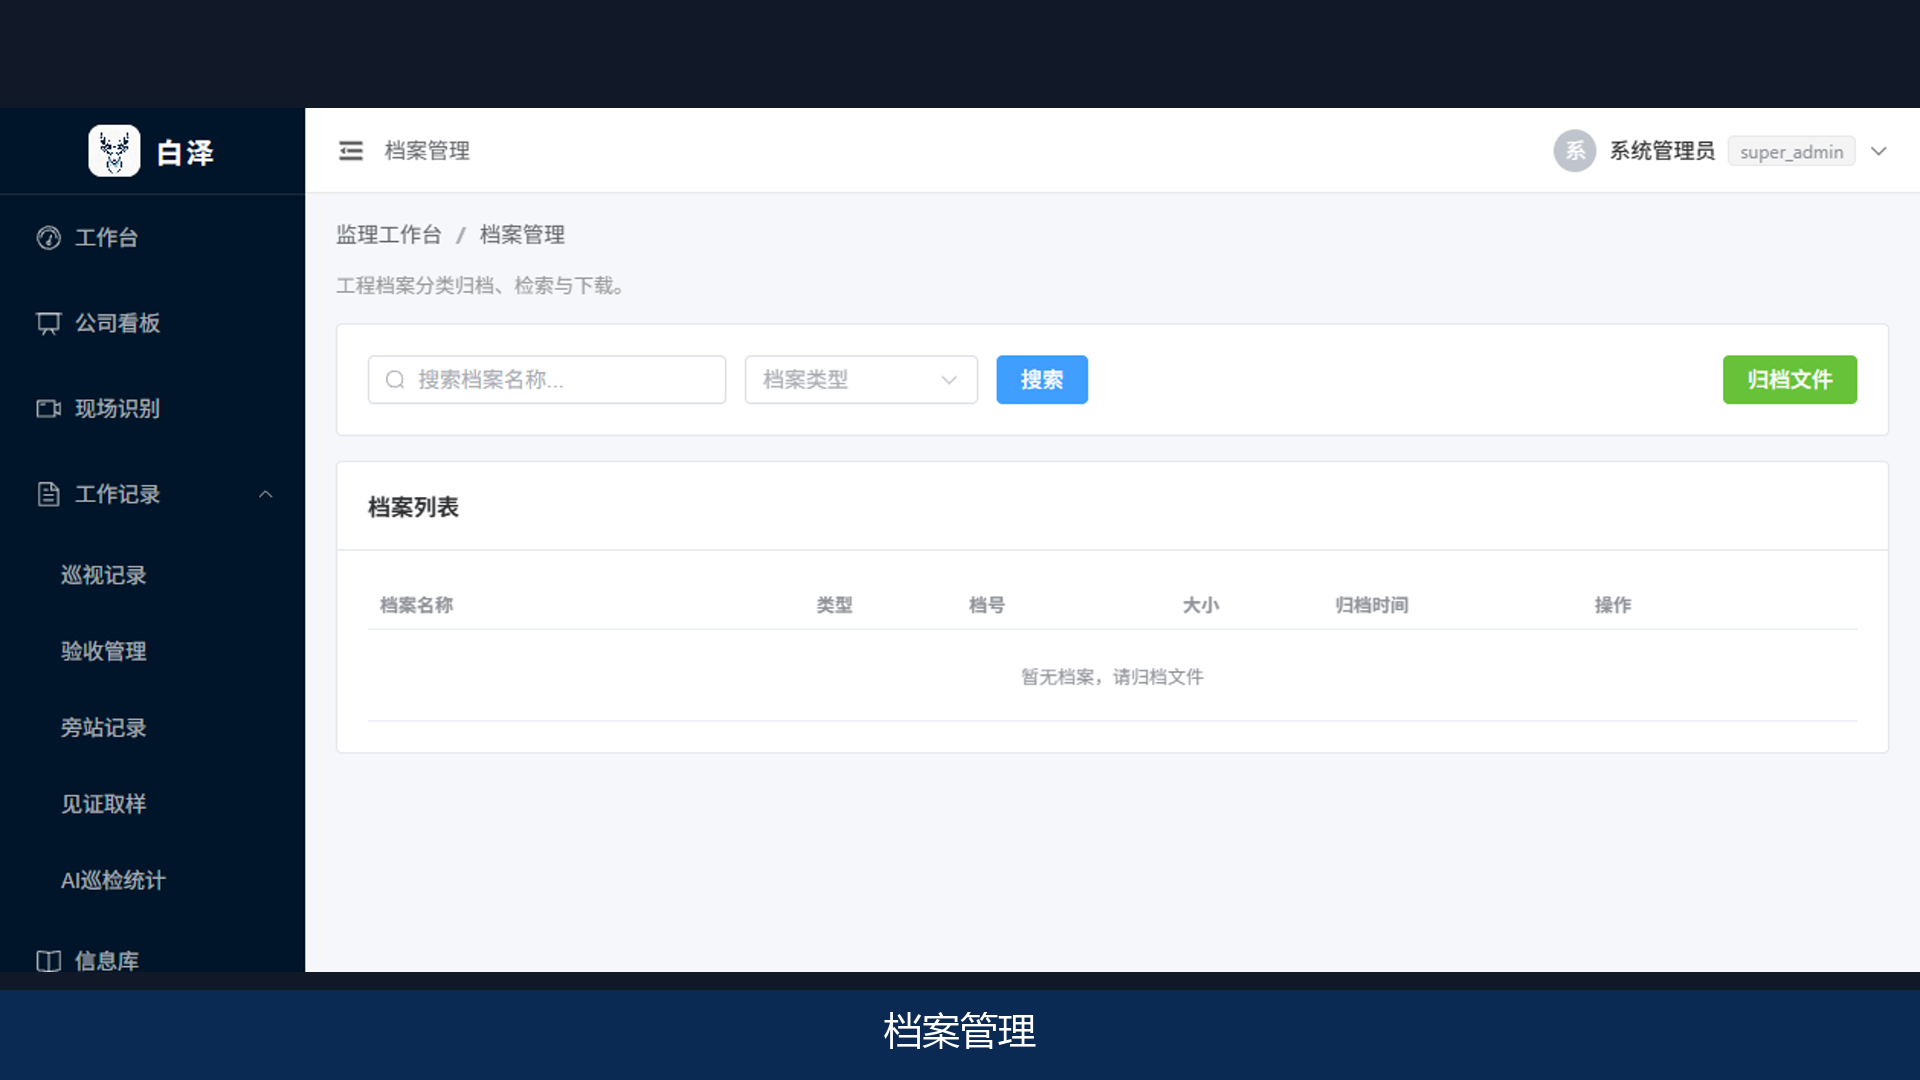 白泽
档案管理
系 系统管理员 super_admin
工作台
公司看板
现场识别
工作记录
巡视记录
验收管理
旁站记录
见证取样
AI巡检统计
信息库
监理工作台 / 档案管理
工程档案分类归档、检索与下载。
搜索档案名称... 档案类型 搜索 归档文件
档案列表
档案名称 类型 档号 大小 归档时间 操作
暂无档案，请归档文件
档案管理